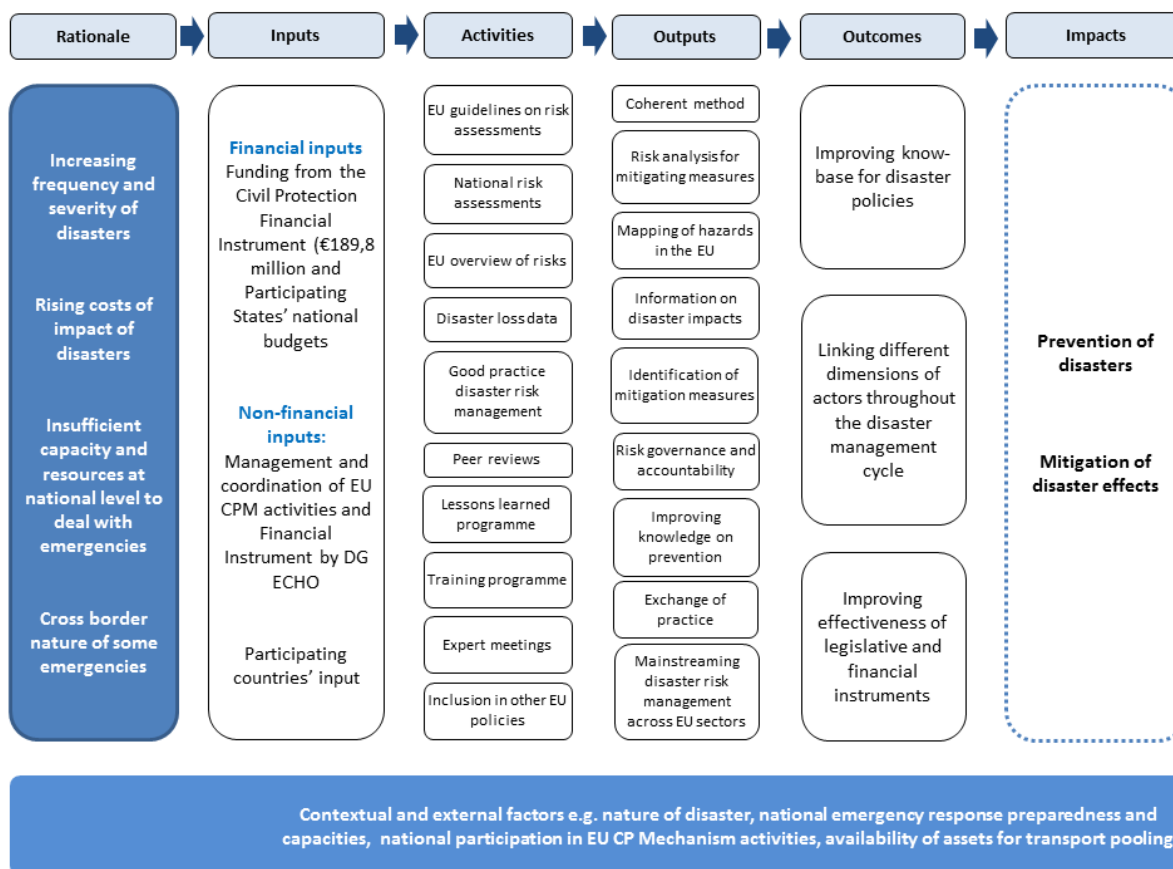 Rationale
Inputs
Activities
Outputs
Outcomes
Impacts
Increasing
frequency and
severity of
disasters
Rising costs of
impact of
disasters
Insufficient
capacity and
resources at
national level to
deal with
emergencies
Cross border
nature of some
emergencies
Financial inputs
Funding from the
Civil Protection
Financial
Instrument (€189,8
million and
Participating
States’ national
budgets
Non-financial
inputs:
Management and
coordination of EU
CPM activities and
Financial
Instrument by DG
ECHO
Participating
countries’ input
EU guidelines on risk
assessments
National risk
assessments
EU overview of risks
Disaster loss data
Good practice
disaster risk
management
Peer reviews
Lessons learned
programme
Training programme
Expert meetings
Inclusion in other EU
policies
Coherent method
Risk analysis for
mitigating measures
Mapping of hazards
in the EU
Information on
disaster impacts
Identification of
mitigation measures
Risk governance and
accountability
Improving
knowledge on
prevention
Exchange of
practice
Mainstreaming
disaster risk
management
across EU sectors
Improving know-
base for disaster
policies
Linking different
dimensions of
actors throughout
the disaster
management
cycle
Improving
effectiveness of
legislative and
financial
instruments
Prevention of
disasters
Mitigation of
disaster effects
Contextual and external factors e.g. nature of disaster, national emergency response preparedness and
capacities, national participation in EU CP Mechanism activities, availability of assets for transport pooling